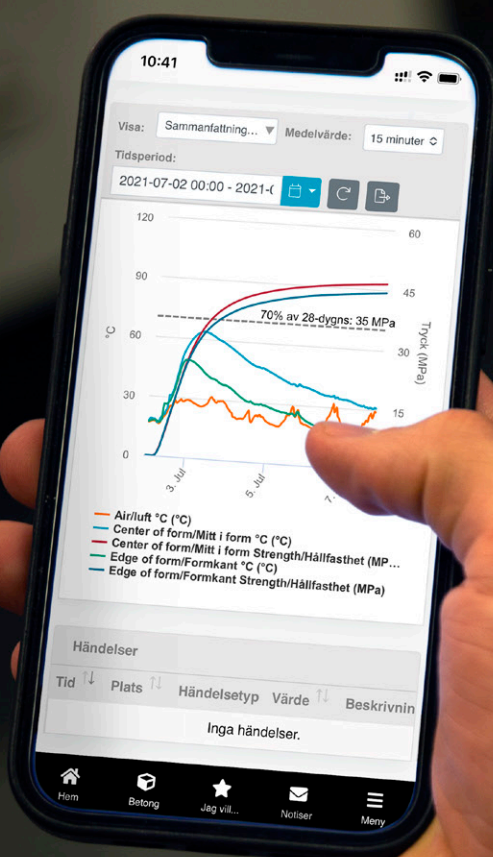 10:41
Visa: Sammanfattning... Medelvärde: 15 minuter
Tidsperiod:
2021-07-02 00:00 - 2021-(
120
90
60
30
0
°C
60
45
30
15
Tryck (MPa)
70% av 28-dygns: 35 MPa
3. Jul
5. Jul
7.
Air/luft °C (°C)
Center of form/Mitt i form °C (°C)
Center of form/Mitt i form Strength/Hållfasthet (MP...
Edge of form/Formkant °C (°C)
Edge of form/Formkant Strength/Hållfasthet (MPa)
Händelser
Tid Plats Händelsetyp Värde Beskrivnin
Inga händelser.
Hem Betong Jag vill... Notiser Meny